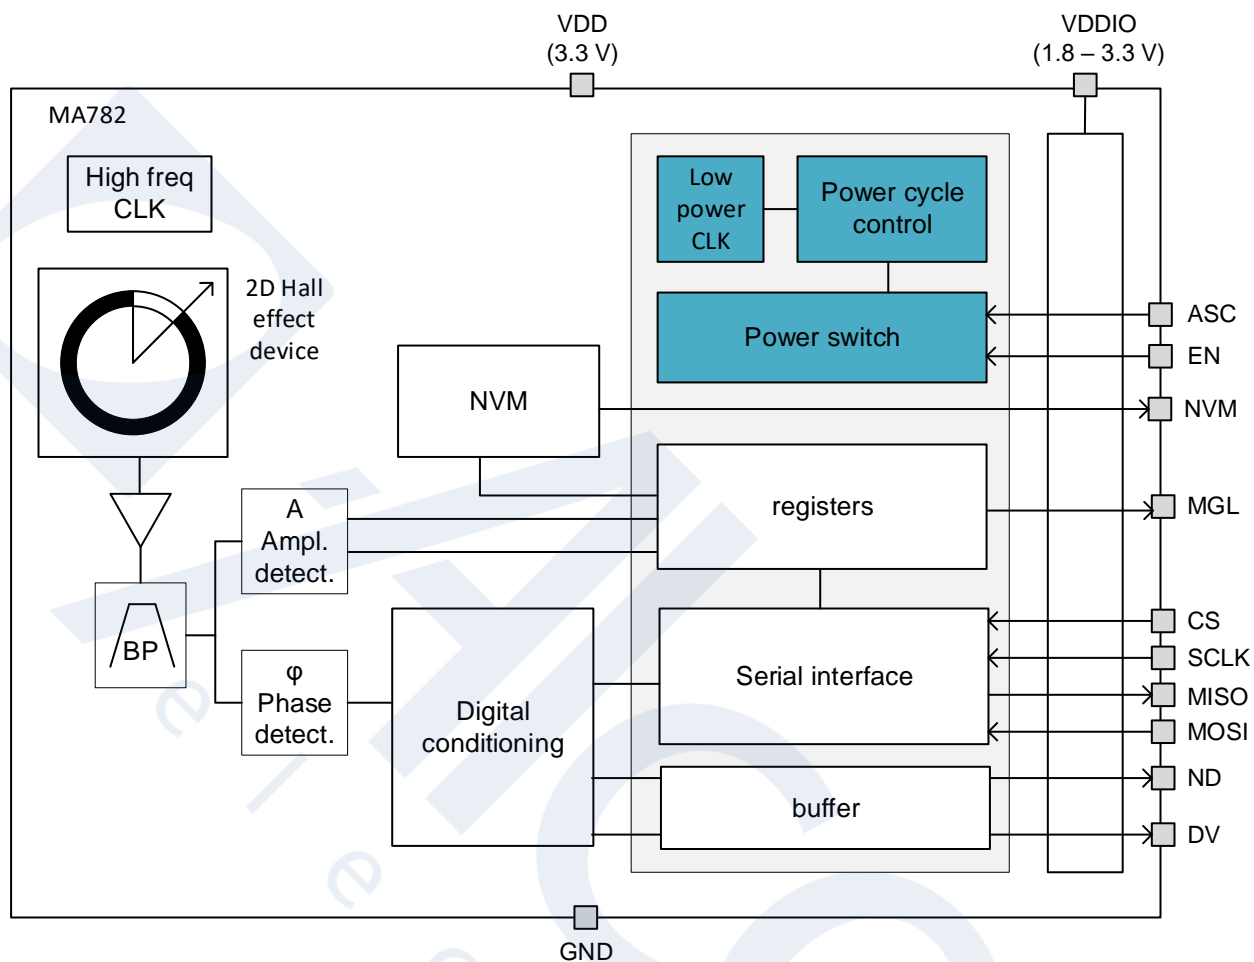 VDD
(3.3 V)
VDDIO
(1.8 – 3.3 V)
MA782
High freq
CLK
Low
power
CLK
Power cycle
control
2D Hall
effect
device
Power switch
ASC
EN
NVM
NVM
registers
MGL
A
Ampl.
detect.
BP
φ
Phase
detect.
Digital
conditioning
Serial interface
CS
SCLK
MISO
MOSI
buffer
ND
DV
GND